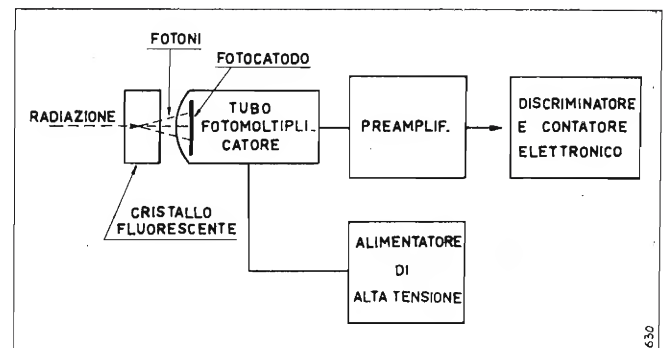 FOTONI
FOTOCATODO
RADIAZIONE
TUBO
FOTOMOLTIPLI_
CATORE
PREAMPLIF.
DISCRIMINATORE
E CONTATORE
ELETTRONICO
CRISTALLO
FLUORESCENTE
ALIMENTATORE
DI
ALTA TENSIONE
630